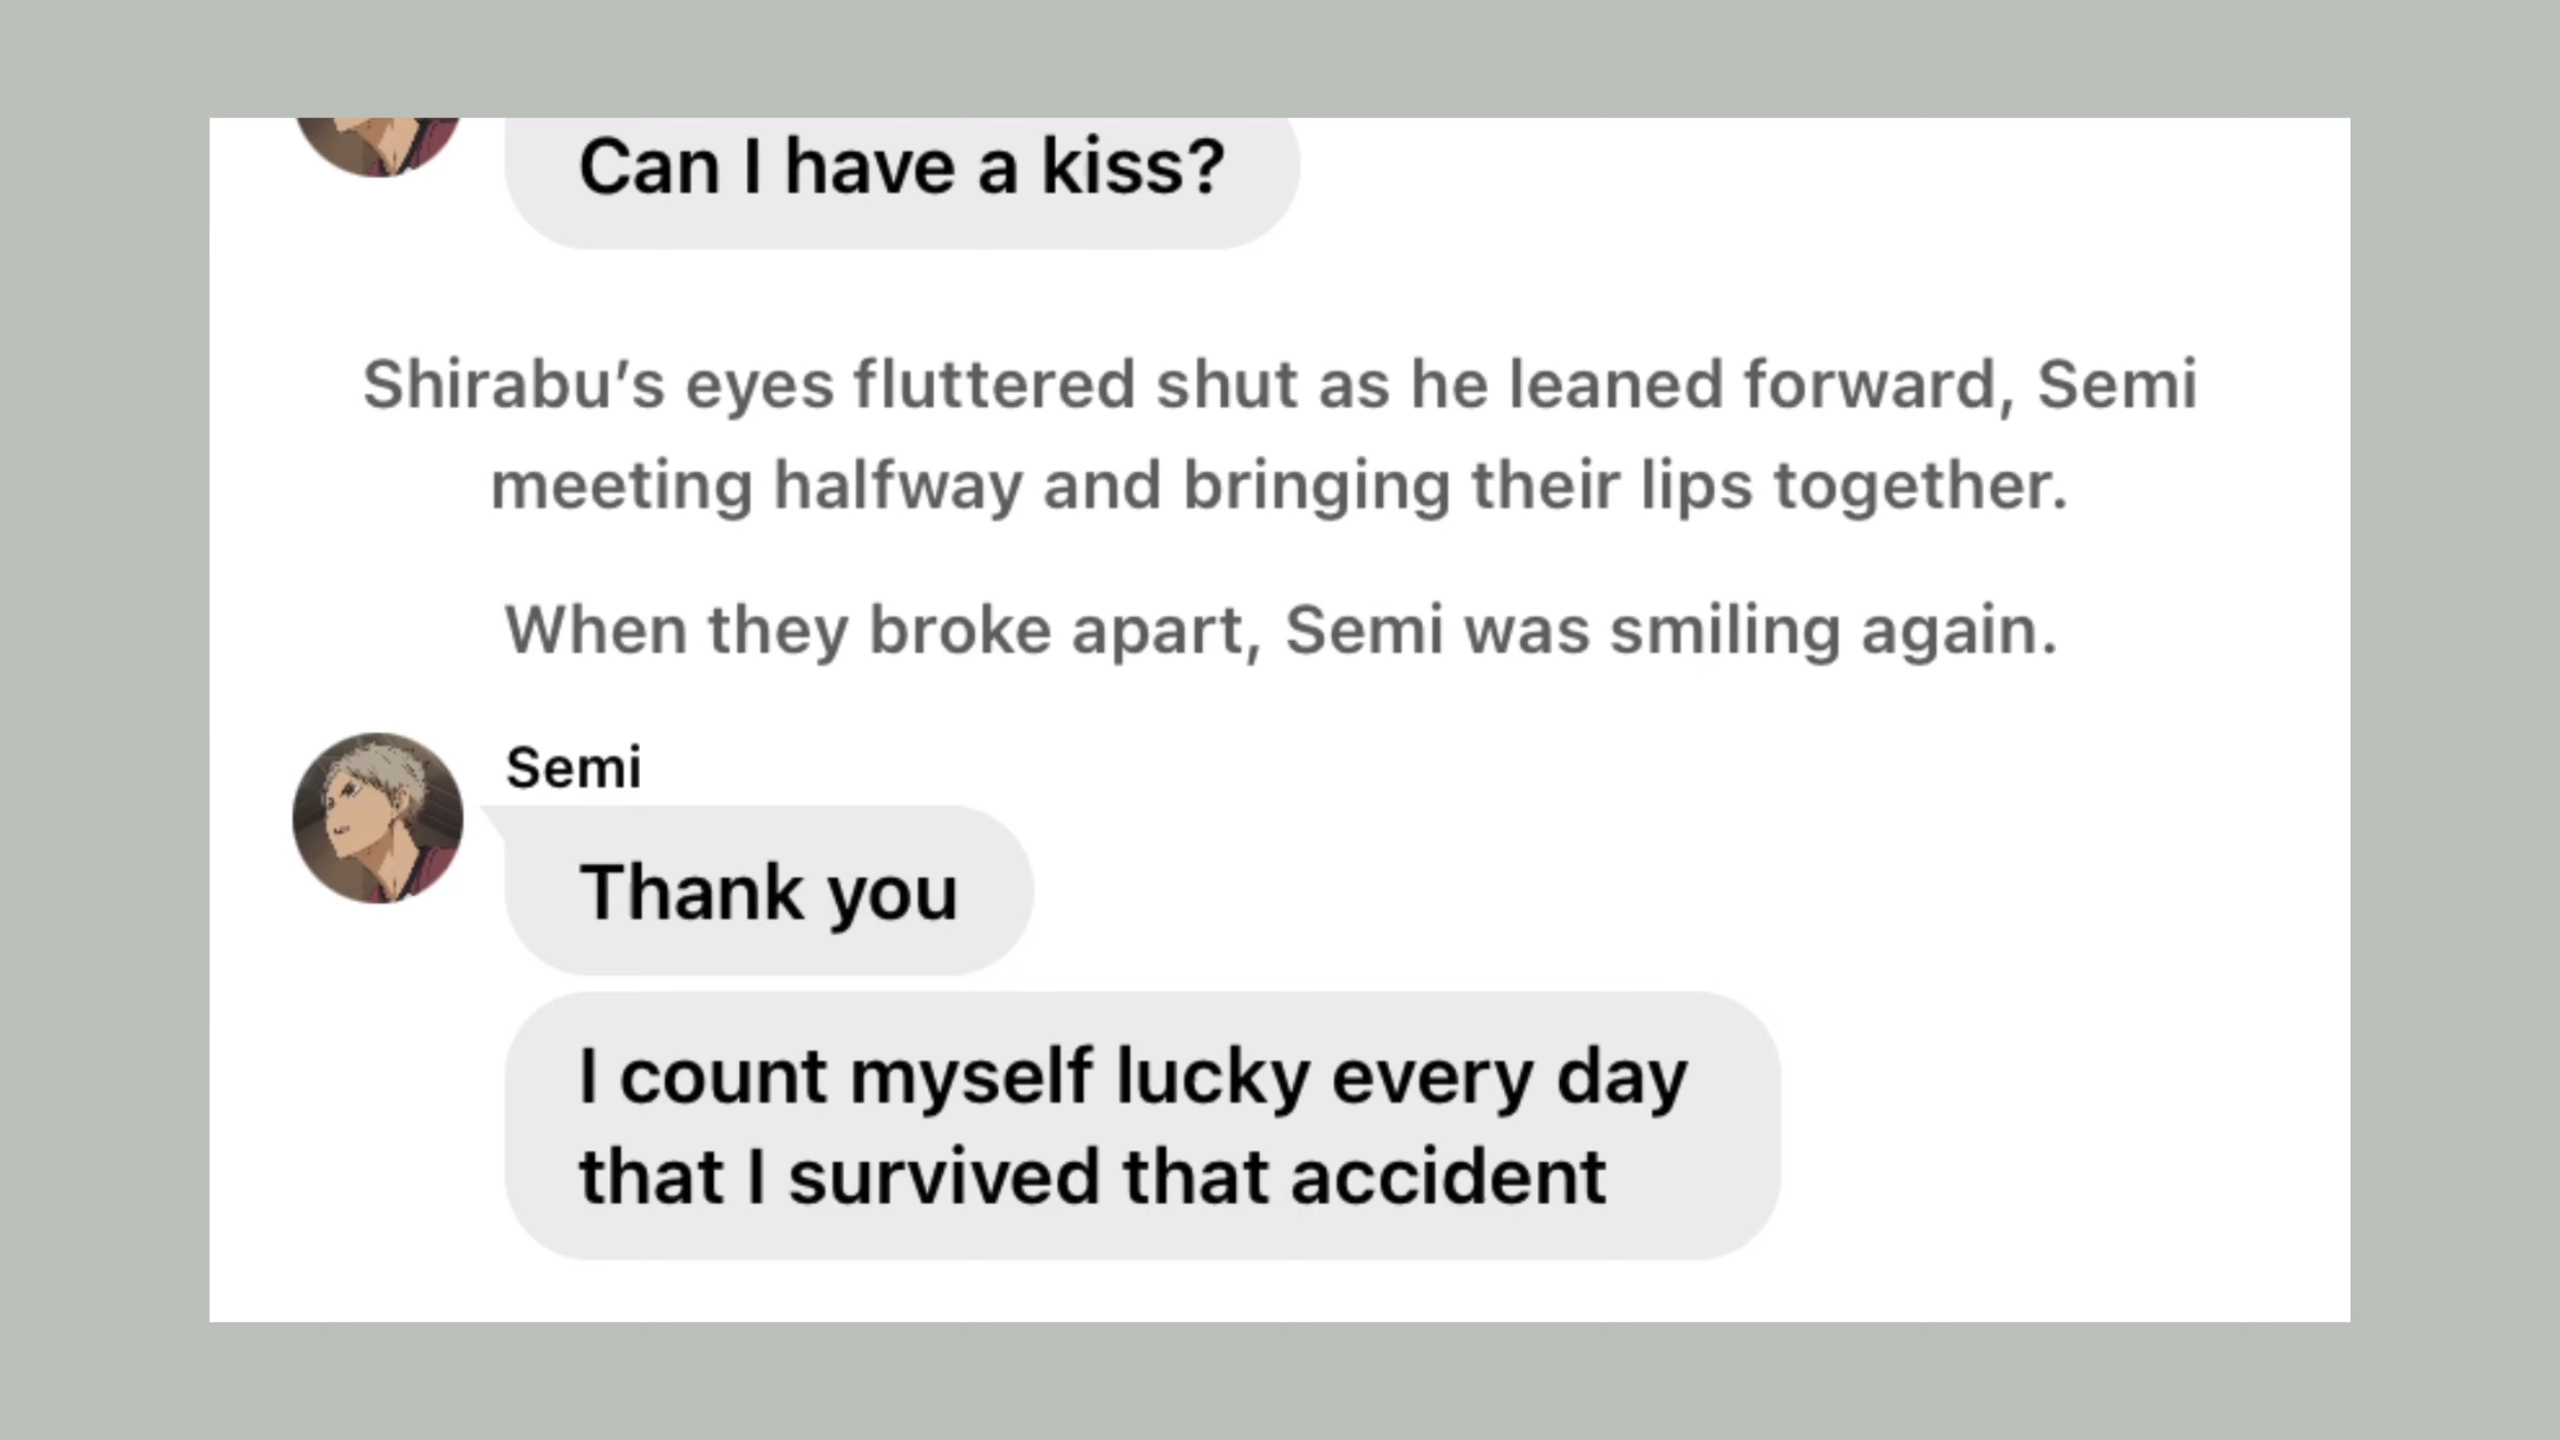 Can I have a kiss?
Shirabu’s eyes fluttered shut as he leaned forward, Semi
meeting halfway and bringing their lips together.
When they broke apart, Semi was smiling again.
Semi
Thank you
I count myself lucky every day
that I survived that accident